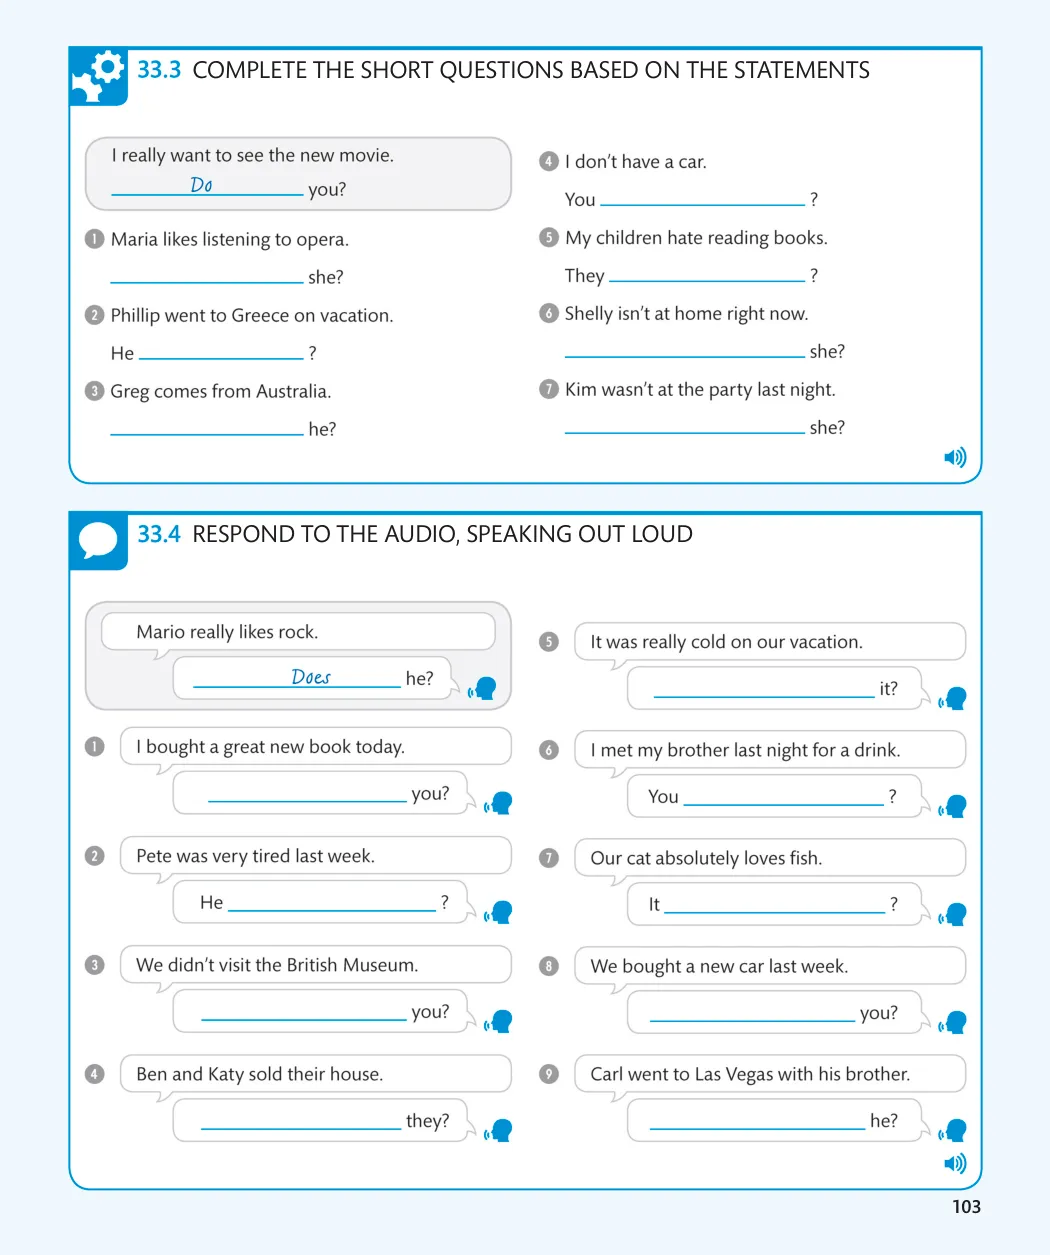 33.3 COMPLETE THE SHORT QUESTIONS BASED ON THE STATEMENTS
I really want to see the new movie.
Do you?
1 Maria likes listening to opera.
she?
2 Phillip went to Greece on vacation.
He ?
3 Greg comes from Australia.
he?
4 I don't have a car.
You ?
5 My children hate reading books.
They ?
6 Shelly isn't at home right now.
she?
7 Kim wasn't at the party last night.
she?
33.4 RESPOND TO THE AUDIO, SPEAKING OUT LOUD
Mario really likes rock.
Does he?
1 I bought a great new book today.
you?
2 Pete was very tired last week.
He ?
3 We didn't visit the British Museum.
you?
4 Ben and Katy sold their house.
they?
5 It was really cold on our vacation.
it?
6 I met my brother last night for a drink.
You ?
7 Our cat absolutely loves fish.
It ?
8 We bought a new car last week.
you?
9 Carl went to Las Vegas with his brother.
he?
103